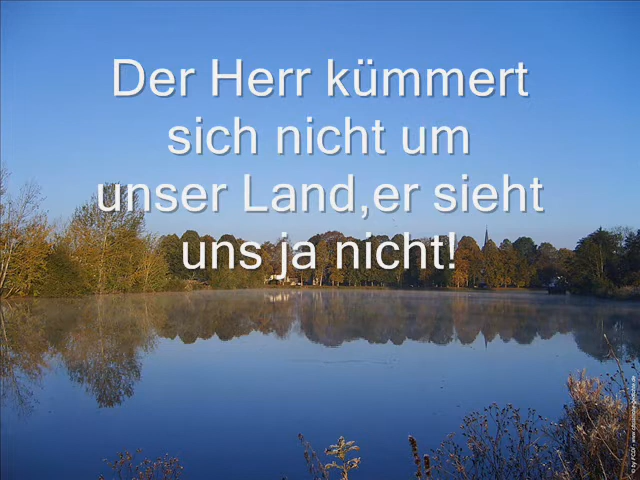 Der Herr kümmert
sich nicht um
unser Land,er sieht
uns ja nicht!